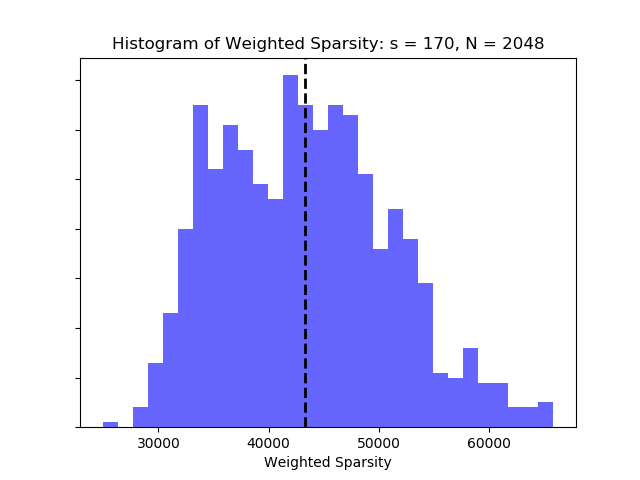 Histogram of Weighted Sparsity: s = 170, N = 2048
30000 40000 50000 60000
Weighted Sparsity